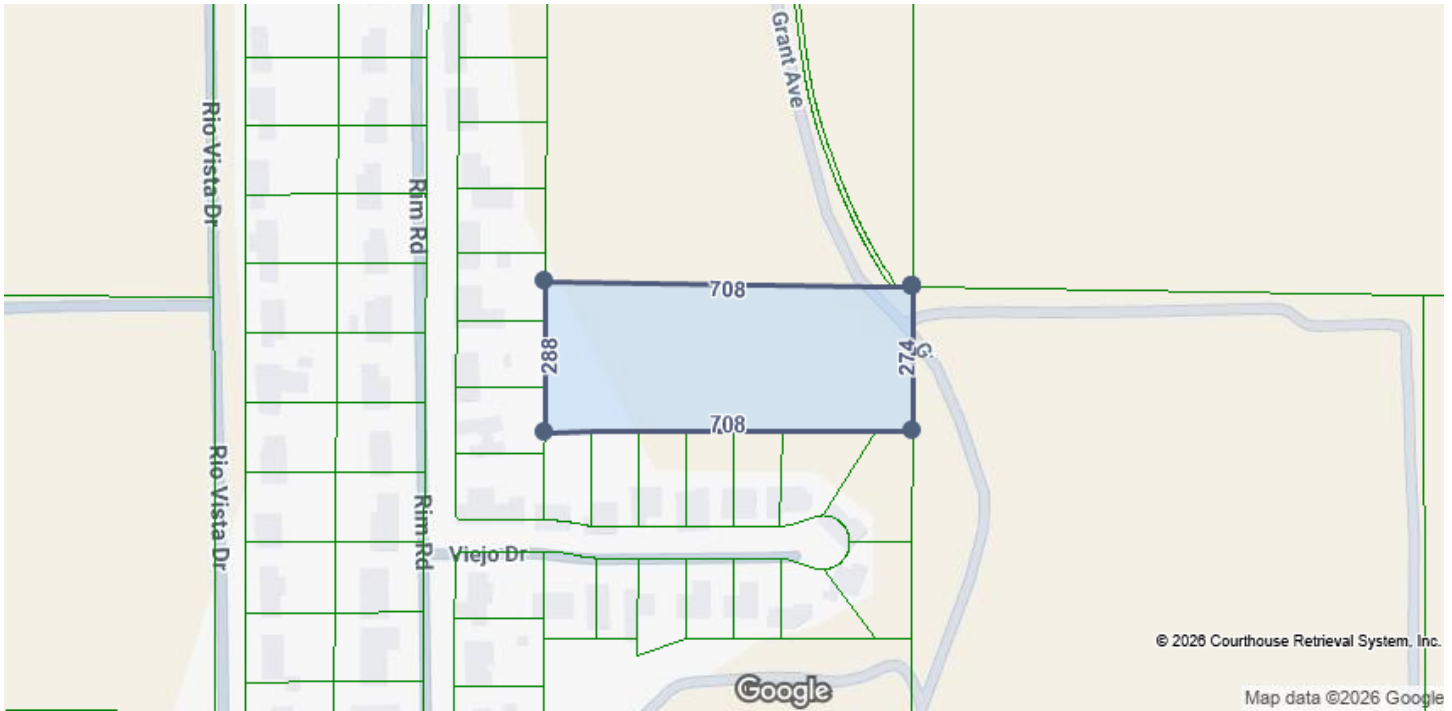 Grant Ave
Rio Vista Dr
Rim Rd
708
288
274
G.
708
Rio Vista Dr
Rim Rd
Viejo Dr
© 2026 Courthouse Retrieval System, Inc.
Google
Map data ©2026 Google